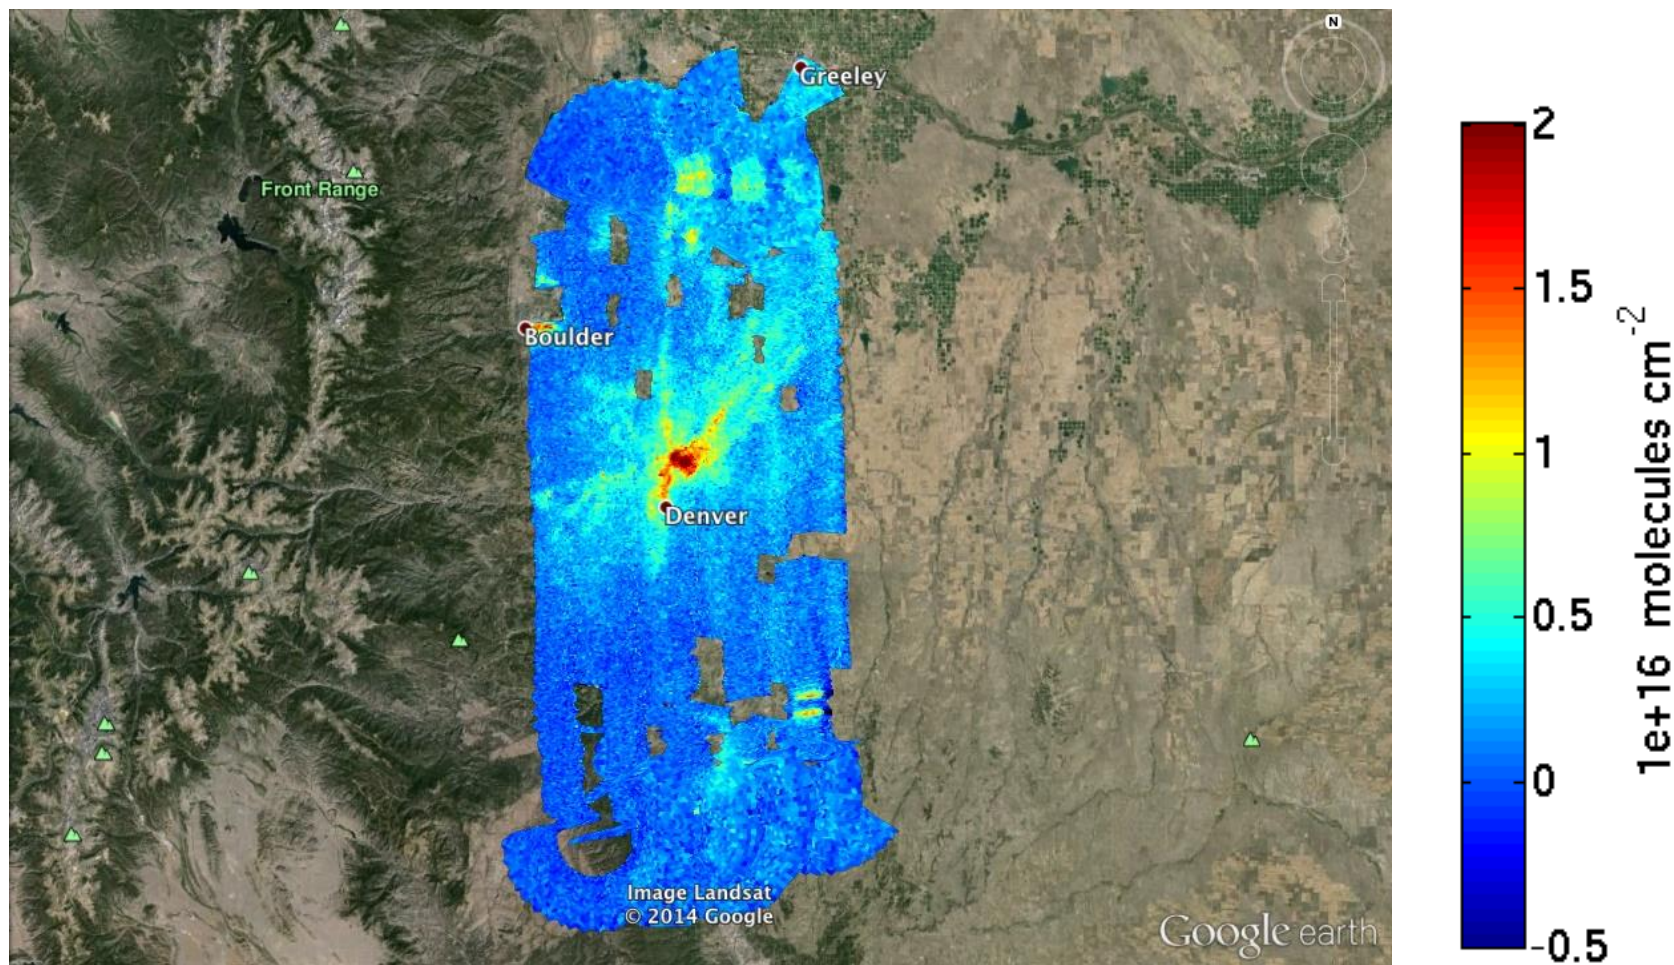 N
Greeley
Front Range
Boulder
Denver
Image Landsat
© 2014 Google
Google earth
2
1.5
1
0.5
0
-0.5
1e+16 molecules cm-2